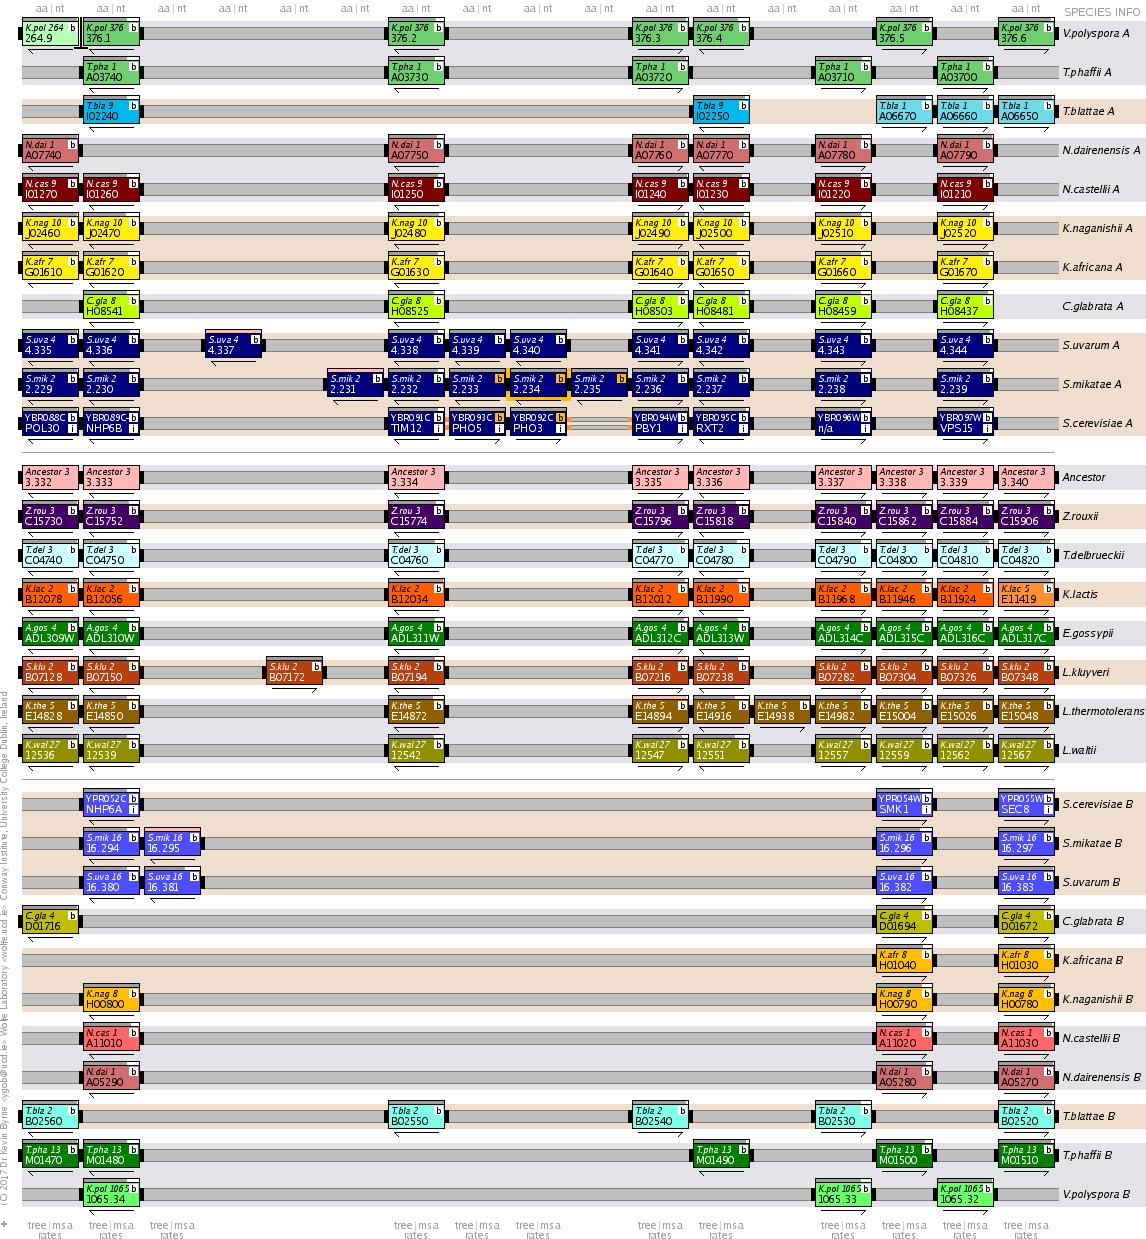 aa|nt aa|nt aa|nt aa|nt aa|nt aa|nt aa|nt aa|nt aa|nt aa|nt aa|nt aa|nt aa|nt aa|nt aa|nt aa|nt aa|nt SPECIES INFO
K.pol 264 b K.pol 376 b K.pol 376 b K.pol 376 b K.pol 376 b K.pol 376 b K.pol 376 b
264.9 376.1 376.2 376.3 376.4 376.5 376.6 V.polyspora A
T.pha 1 b T.pha 1 b T.pha 1 b T.pha 1 b T.pha 1 b
A03740 A03730 A03720 A03710 A03700 T.phaffii A
T.bla 9 b T.bla 9 b T.bla 1 b T.bla 1 b T.bla 1 b
I02240 I02250 A06670 A06660 A06650 T.blattae A
N.dai 1 b N.dai 1 b N.dai 1 b N.dai 1 b N.dai 1 b N.dai 1 b
A07740 A07750 A07760 A07770 A07780 A07790 N.dairenensis A
N.cas 9 b N.cas 9 b N.cas 9 b N.cas 9 b N.cas 9 b N.cas 9 b N.cas 9 b
I01270 I01260 I01250 I01240 I01230 I01220 I01210 N.castellii A
K.nag 10 b K.nag 10 b K.nag 10 b K.nag 10 b K.nag 10 b K.nag 10 b K.nag 10 b
J02460 J02470 J02480 J02490 J02500 J02510 J02520 K.naganishii A
K.afr 7 b K.afr 7 b K.afr 7 b K.afr 7 b K.afr 7 b K.afr 7 b K.afr 7 b
G01610 G01620 G01630 G01640 G01650 G01660 G01670 K.africana A
C.gla 8 b C.gla 8 b C.gla 8 b C.gla 8 b C.gla 8 b C.gla 8 b
H08541 H08525 H08503 H08481 H08459 H08437 C.glabrata A
S.uva 4 b S.uva 4 b S.uva 4 b S.uva 4 b S.uva 4 b S.uva 4 b S.uva 4 b S.uva 4 b S.uva 4 b S.uva 4 b
4.335 4.336 4.337 4.338 4.339 4.340 4.341 4.342 4.343 4.344 S.uvarum A
S.mik 2 b S.mik 2 b S.mik 2 b S.mik 2 b S.mik 2 b S.mik 2 b S.mik 2 b S.mik 2 b S.mik 2 b S.mik 2 b S.mik 2 b
2.229 2.230 2.231 2.232 2.233 2.234 2.235 2.236 2.237 2.238 2.239 S.mikatae A
YBR088C b YBR089C b YBR091C b YBR093C b YBR092C b YBR094W b YBR095C b YBR096W b YBR097W b
POL30 i NHP6B i TIM12 i PHO5 i PHO3 i PBY1 i RXT2 i n/a i VPS15 i S.cerevisiae A
Ancestor 3 Ancestor 3 Ancestor 3 Ancestor 3 Ancestor 3 Ancestor 3 Ancestor 3 Ancestor 3 Ancestor 3
3.332 3.333 3.334 3.335 3.336 3.337 3.338 3.339 3.340 Ancestor
Z.rou 3 b Z.rou 3 b Z.rou 3 b Z.rou 3 b Z.rou 3 b Z.rou 3 b Z.rou 3 b Z.rou 3 b Z.rou 3 b
C15730 C15752 C15774 C15796 C15818 C15840 C15862 C15884 C15906 Z.rouxii
T.del 3 b T.del 3 b T.del 3 b T.del 3 b T.del 3 b T.del 3 b T.del 3 b T.del 3 b T.del 3 b
C04740 C04750 C04760 C04770 C04780 C04790 C04800 C04810 C04820 T.delbrueckii
K.lac 2 b K.lac 2 b K.lac 2 b K.lac 2 b K.lac 2 b K.lac 2 b K.lac 2 b K.lac 2 b K.lac 5 b
B12078 B12056 B12034 B12012 B11990 B11968 B11946 B11924 E11419 K.lactis
A.gos 4 b A.gos 4 b A.gos 4 b A.gos 4 b A.gos 4 b A.gos 4 b A.gos 4 b A.gos 4 b A.gos 4 b
ADL309W ADL310W ADL311W ADL312C ADL313W ADL314C ADL315C ADL316C ADL317C E.gossypii
S.klu 2 b S.klu 2 b S.klu 2 b S.klu 2 b S.klu 2 b S.klu 2 b S.klu 2 b S.klu 2 b S.klu 2 b S.klu 2 b
B07128 B07150 B07172 B07194 B07216 B07238 B07282 B07304 B07326 B07348 L.kluyveri
K.the 5 b K.the 5 b K.the 5 b K.the 5 b K.the 5 b K.the 5 b K.the 5 b K.the 5 b K.the 5 b K.the 5 b
E14828 E14850 E14872 E14894 E14916 E14938 E14982 E15004 E15026 E15048 L.thermotolerans
K.wal 27 b K.wal 27 b K.wal 27 b K.wal 27 b K.wal 27 b K.wal 27 b K.wal 27 b K.wal 27 b K.wal 27 b
12536 12539 12542 12547 12551 12557 12559 12562 12567 L.waltii
YPR052C b YPR054W b YPR055W b
NHP6A i SMK1 i SEC8 i S.cerevisiae B
S.mik 16 b S.mik 16 b S.mik 16 b S.mik 16 b
16.294 16.295 16.296 16.297 S.mikatae B
S.uva 16 b S.uva 16 b S.uva 16 b S.uva 16 b
16.380 16.381 16.382 16.383 S.uvarum B
C.gla 4 b C.gla 4 b C.gla 4 b
D01716 D01694 D01672 C.glabrata B
K.afr 8 b K.afr 8 b
H01040 H01030 K.africana B
K.nag 8 b K.nag 8 b K.nag 8 b
H00800 H00790 H00780 K.naganishii B
N.cas 1 b N.cas 1 b N.cas 1 b
A11010 A11020 A11030 N.castellii B
N.dai 1 b N.dai 1 b N.dai 1 b
A05290 A05280 A05270 N.dairenensis B
T.bla 2 b T.bla 2 b T.bla 2 b T.bla 2 b T.bla 2 b
B02560 B02550 B02540 B02530 B02520 T.blattae B
T.pha 13 b T.pha 13 b T.pha 13 b T.pha 13 b T.pha 13 b
M01470 M01480 M01490 M01500 M01510 T.phaffii B
K.pol 1065 b K.pol 1065 b K.pol 1065 b
1065.34 1065.33 1065.32 V.polyspora B
tree|msa tree|msa tree|msa tree|msa tree|msa tree|msa tree|msa tree|msa tree|msa tree|msa tree|msa tree|msa
rates rates rates rates rates rates rates rates rates rates rates rates
+ (C) 2017 Dr Kevin Byrne <ygob@ucd.ie> Wolfe Laboratory <wolfe.ucd.ie> Conway Institute, University College Dublin, Ireland